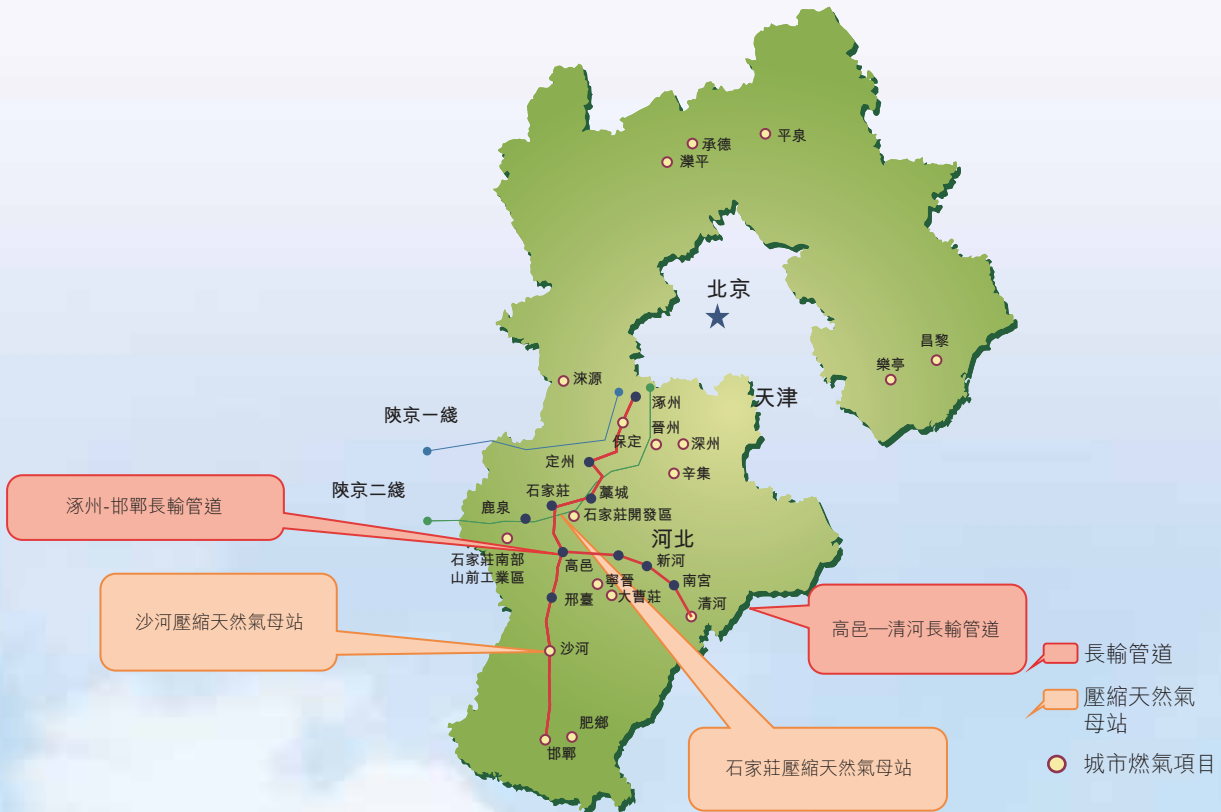 平泉
承德
灤平
北京
昌黎
樂亭
淶源
天津
涿州
陝京一綫
晉州
保定
深州
定州
辛集
陝京二綫
石家莊
藁城
涿州-邯鄲長輸管道
鹿泉
石家莊開發區
河北
石家莊南部
山前工業區
高邑
新河
寧晉
南宮
大曹莊
邢臺
清河
沙河壓縮天然氣母站
高邑—清河長輸管道
沙河
長輸管道
壓縮天然氣
母站
肥鄉
邯鄲
石家莊壓縮天然氣母站
城市燃氣項目